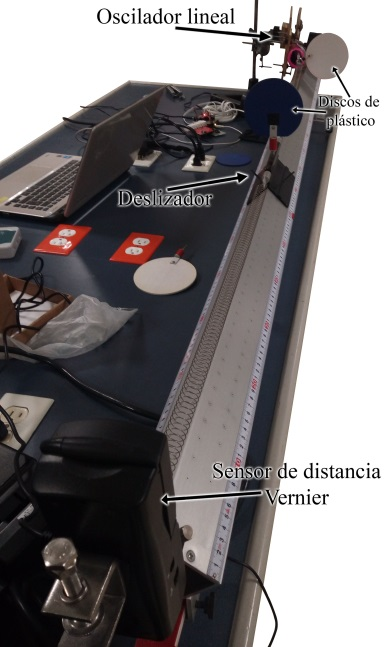 Oscilador lineal
Discos de
plástico
Deslizador
Sensor de distancia
Vernier